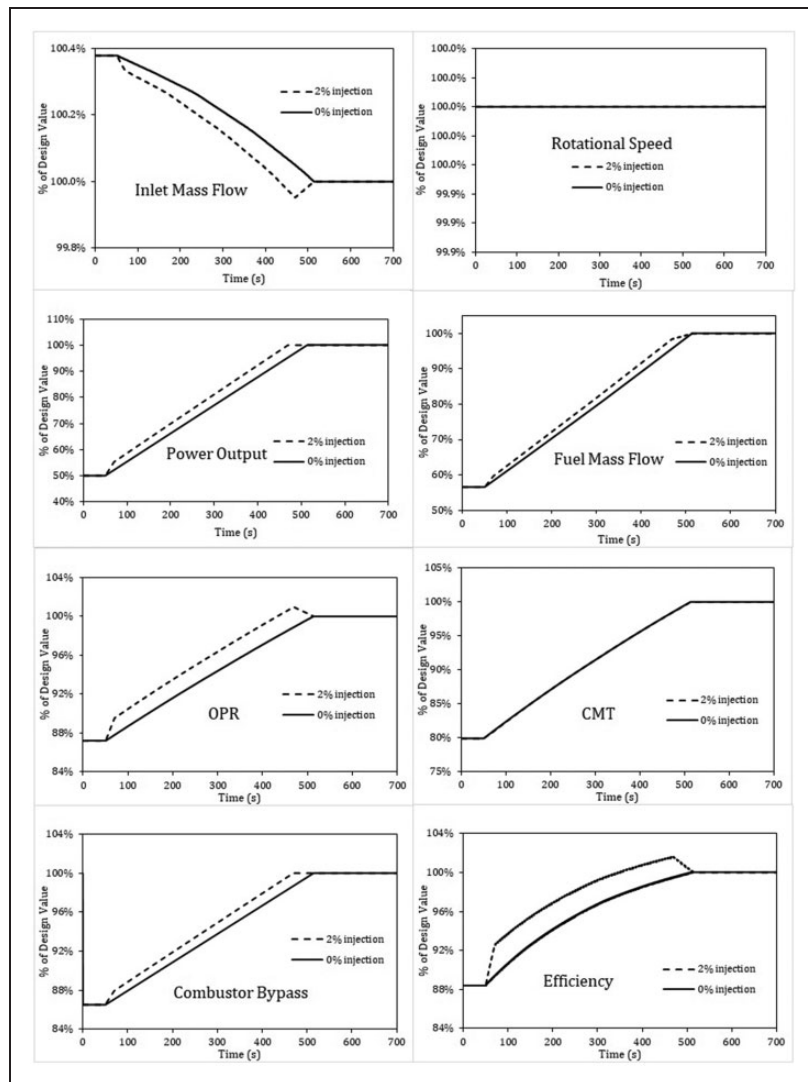 100.4%
100.2%
100.0%
99.8%
% of Design Value
2% injection
0% injection
Inlet Mass Flow
0 100 200 300 400 500 600 700
Time (s)
100.0%
100.0%
100.0%
100.0%
100.0%
99.9%
99.9%
99.9%
% of Design Value
Rotational Speed
2% injection
0% injection
0 100 200 300 400 500 600 700
Time (s)
110%
100%
90%
80%
70%
60%
50%
40%
% of Design Value
Power Output
2% injection
0% injection
0 100 200 300 400 500 600 700
Time (s)
100%
90%
80%
70%
60%
50%
% of Design Value
Fuel Mass Flow
2% injection
0% injection
0 100 200 300 400 500 600 700
Time (s)
104%
100%
96%
92%
88%
84%
% of Design Value
OPR
2% injection
0% injection
0 100 200 300 400 500 600 700
Time (s)
105%
100%
95%
90%
85%
80%
75%
% of Design Value
CMT
2% injection
0% injection
0 100 200 300 400 500 600 700
Time (s)
104%
100%
96%
92%
88%
84%
% of Design Value
2% injection
0% injection
Combustor Bypass
0 100 200 300 400 500 600 700
Time (s)
104%
100%
96%
92%
88%
84%
% of Design Value
Efficiency
2% injection
0% injection
0 100 200 300 400 500 600 700
Time (s)